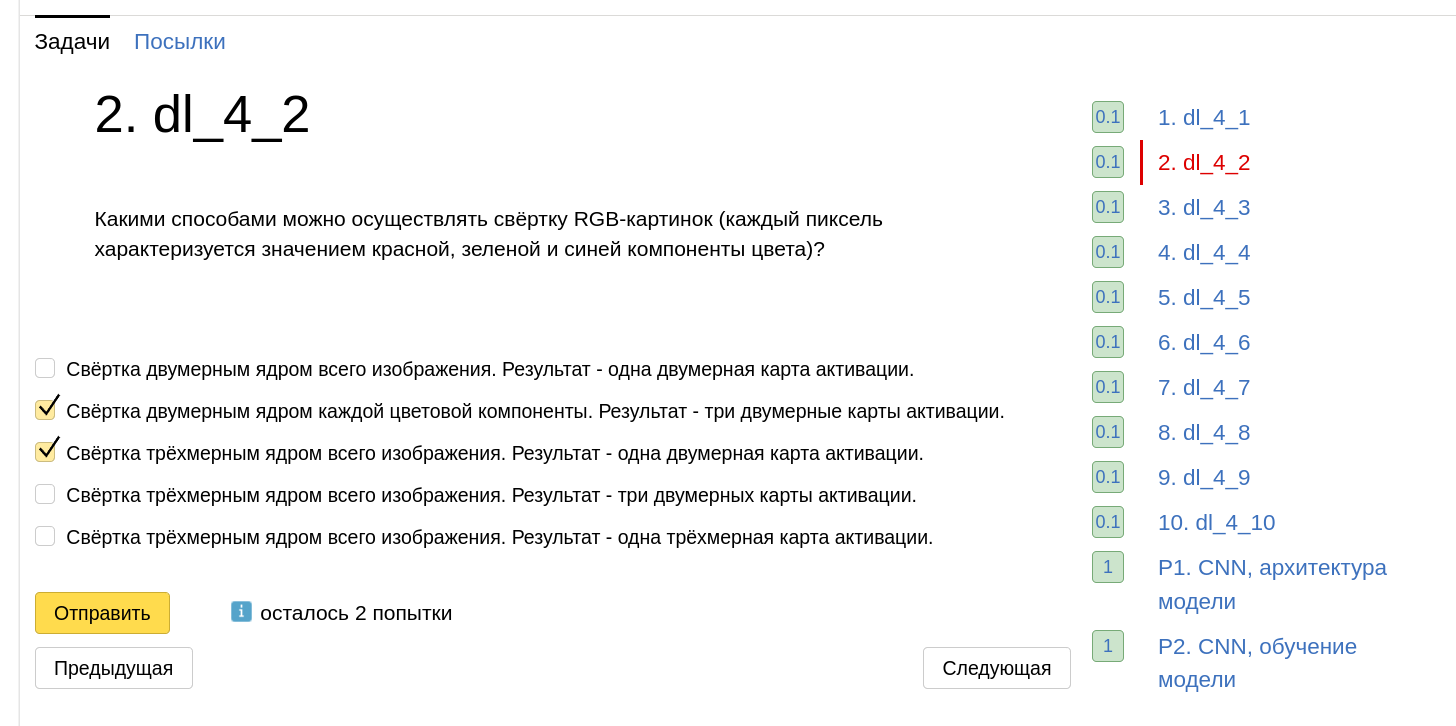 Задачи Посылки
2. dl_4_2
Какими способами можно осуществлять свёртку RGB-картинок (каждый пиксель
характеризуется значением красной, зеленой и синей компоненты цвета)?
Свёртка двумерным ядром всего изображения. Результат - одна двумерная карта активации.
Свёртка двумерным ядром каждой цветовой компоненты. Результат - три двумерные карты активации.
Свёртка трёхмерным ядром всего изображения. Результат - одна двумерная карта активации.
Свёртка трёхмерным ядром всего изображения. Результат - три двумерных карты активации.
Свёртка трёхмерным ядром всего изображения. Результат - одна трёхмерная карта активации.
Отправить
i осталось 2 попытки
Предыдущая
Следующая
0.1 1. dl_4_1
0.1 2. dl_4_2
0.1 3. dl_4_3
0.1 4. dl_4_4
0.1 5. dl_4_5
0.1 6. dl_4_6
0.1 7. dl_4_7
0.1 8. dl_4_8
0.1 9. dl_4_9
0.1 10. dl_4_10
1 P1. CNN, архитектура
модели
1 P2. CNN, обучение
модели